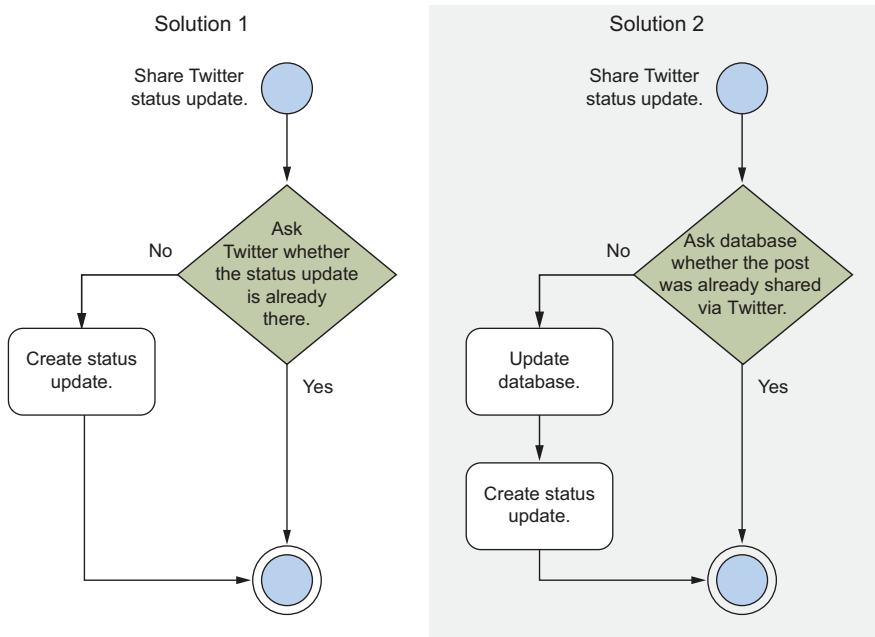 Solution 1
Share Twitter
status update.
Ask
Twitter whether
the status update
is already
there.
No
Create status
update.
Yes
Solution 2
Share Twitter
status update.
Ask database
whether the post
was already shared
via Twitter.
No
Update
database.
Yes
Create status
update.